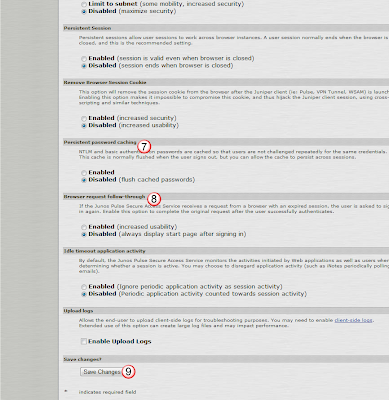 Limit to subnet (some mobility, increased security)
Disabled (maximize security)
Persistent Session
Persistent sessions allow user sessions to work across browser instances. A user session normally ends when the browser is
closed, and this is the recommended setting.
Enabled (session is valid even when browser is closed)
Disabled (session ends when browser is closed)
Remove Browser Session Cookie
This option will remove the session cookie from the browser after the Juniper client (ie: Pulse, VPN Tunnel, WSAM) is launch
Enabling this option makes it impossible to compromise this cookie, and thus hijack the Juniper client session, using cross-
scripting and similar techniques.
Enabled (increased security)
Disabled (increased usability)
Persistent password caching 7
NTLM and basic authentication passwords are cached so that users are not challenged repeatedly for the same credentials.
This cache is normally flushed when the user signs out, but you can allow the cache to persist across sessions.
Enabled
Disabled (flush cached passwords)
Browser request follow-through 8
If the Junos Pulse Secure Access Service receives a request from a browser with an expired session, the user is asked to sig
in again. Enable this option to complete the original request after the user successfully authenticates.
Enabled (increased usability)
Disabled (always display start page after signing in)
Idle timeout application activity
By default, the Junos Pulse Secure Access Service monitors the activities initiated by Web applications as well as users when
determining whether a session is active. You may choose to disregard application activity (such as iNotes periodically polling
emails).
Enabled (Ignore periodic application activity as session activity)
Disabled (Periodic application activity counted towards session activity)
Upload logs
Allows the end-user to upload client-side logs for troubleshooting purposes. You may need to enable client-side logs.
Extended use of this option can create large log files and may impact performance.
Enable Upload Logs
Save changes?
Save Changes 9
* indicates required field